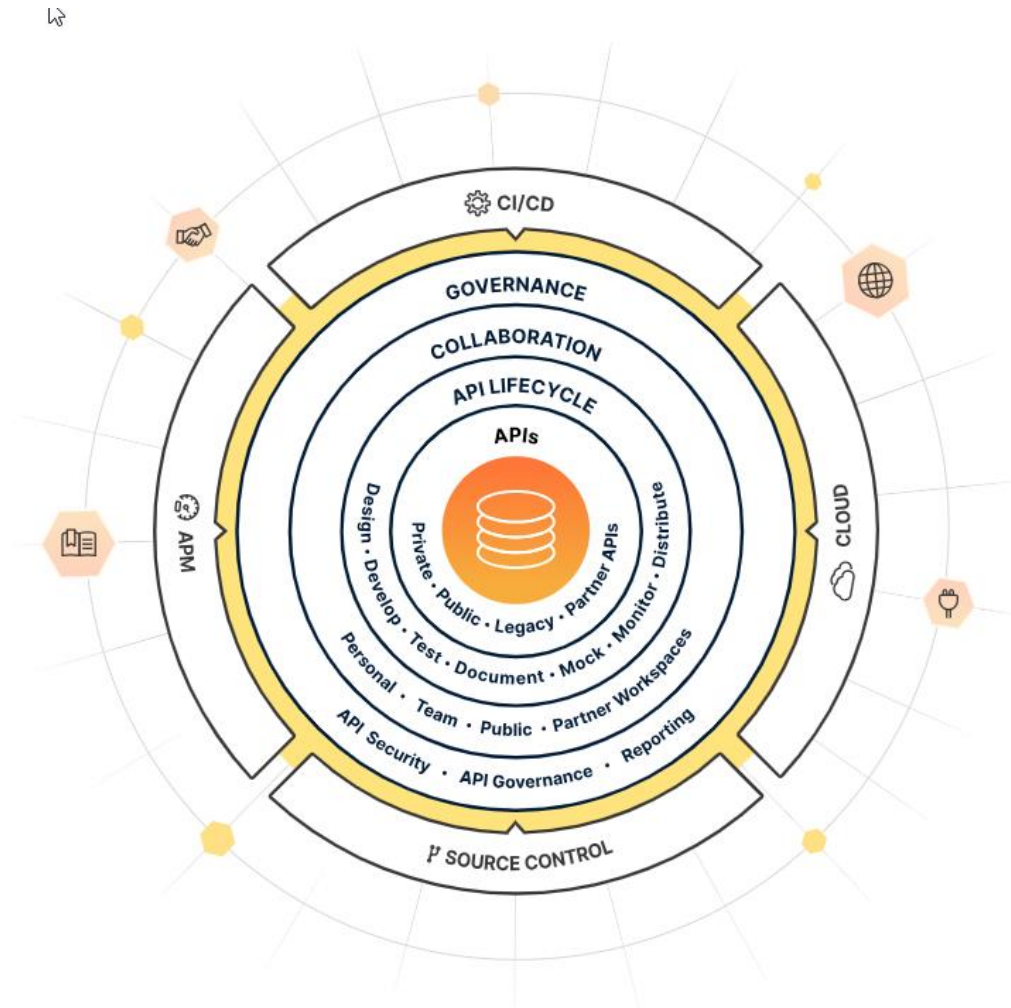 CI/CD
GOVERNANCE
COLLABORATION
API LIFECYCLE
APIs
Private • Public • Legacy • Partner APIs
Design • Develop • Test • Document • Mock • Monitor • Distribute
Personal • Team • Public • Partner Workspaces
API Security • API Governance • Reporting
APM
CLOUD
SOURCE CONTROL